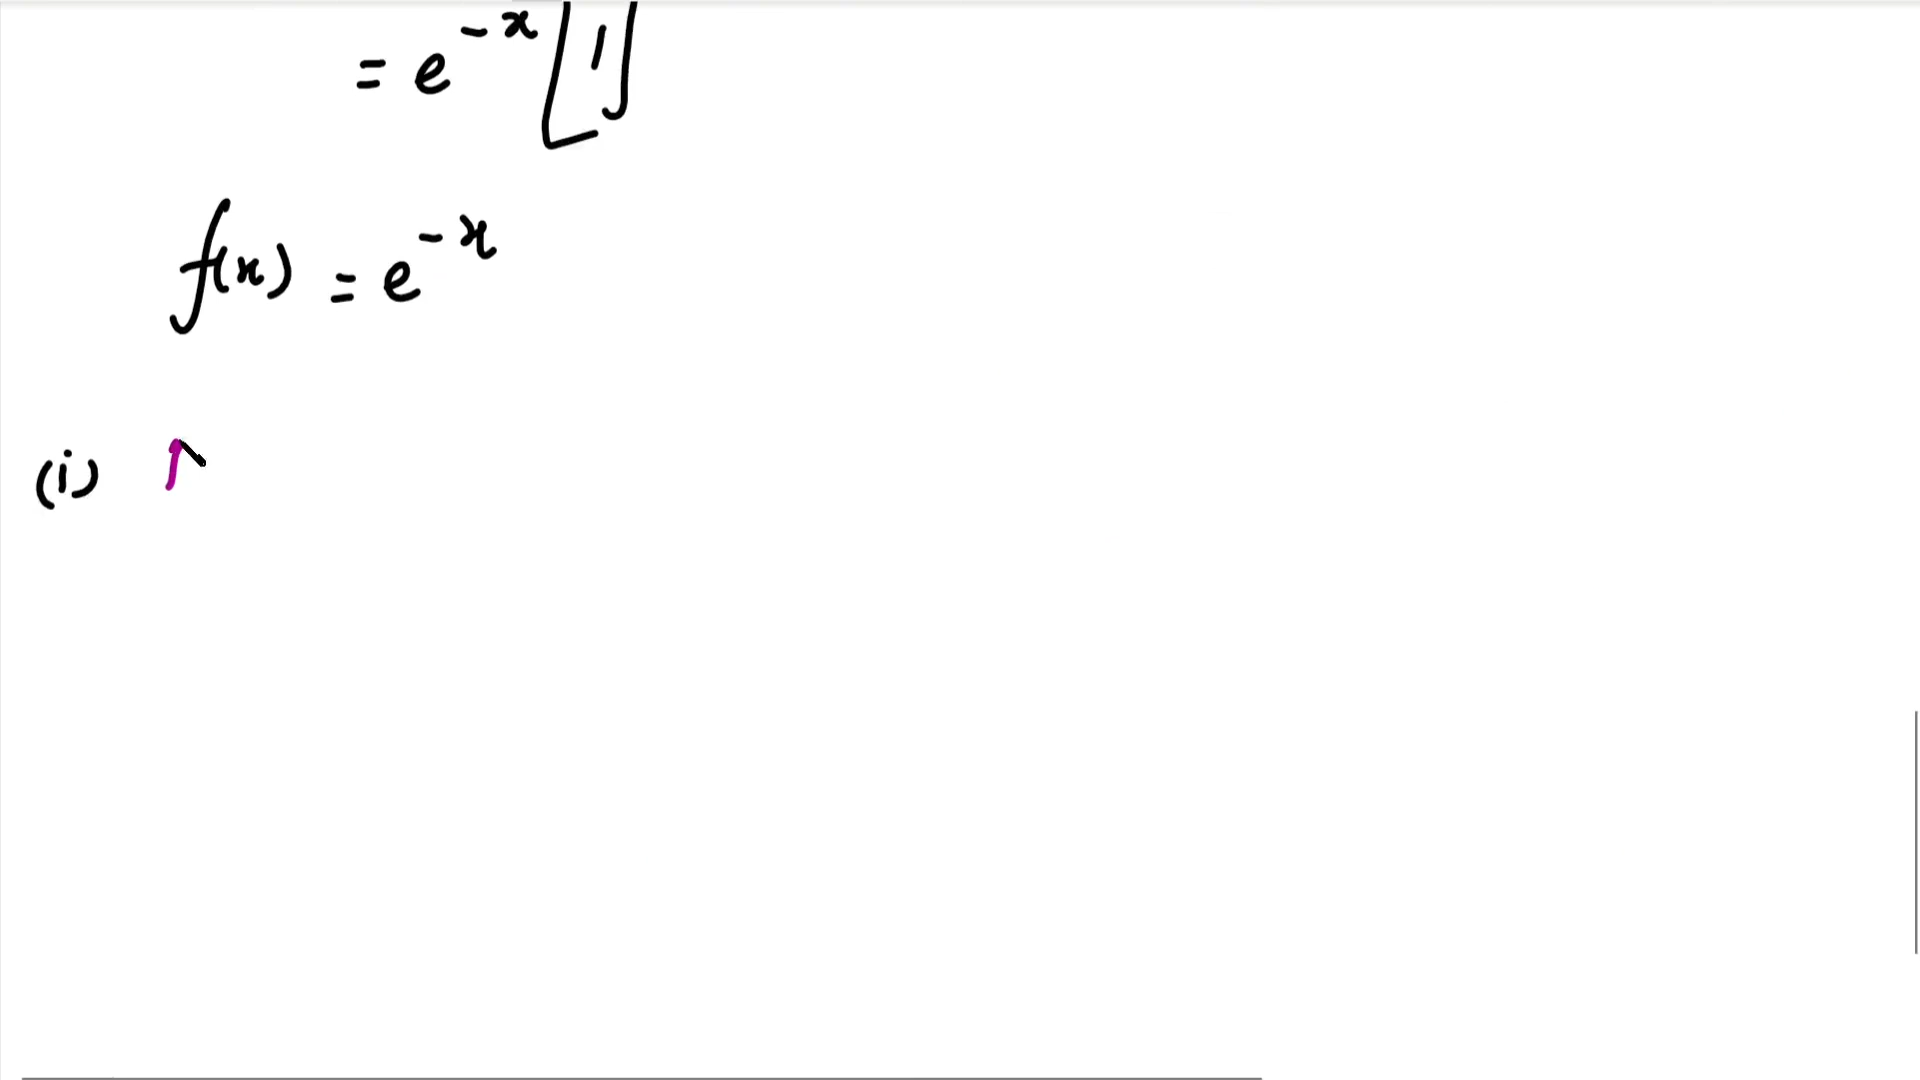 = e^{-x} [1]
f(x) = e^{-x}
(i)